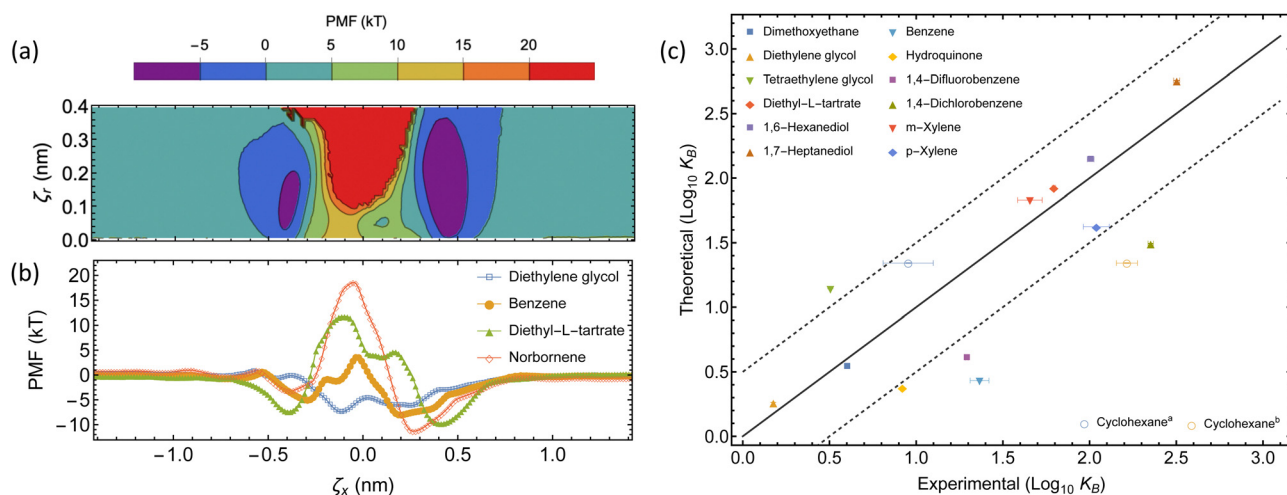 (a)
PMF (kT)
−5 0 5 10 15 20
0.4
0.3
0.2
0.1
0.0
ζr (nm)
(b)
20
15
10
5
0
−5
−10
PMF (kT)
Diethylene glycol
Benzene
Diethyl−L−tartrate
Norbornene
−1.0 −0.5 0.0 0.5 1.0
ζx (nm)
(c)
Dimethoxyethane
Diethylene glycol
Tetraethylene glycol
Diethyl−L−tartrate
1,6−Hexanediol
1,7−Heptanediol
Benzene
Hydroquinone
1,4−Difluorobenzene
1,4−Dichlorobenzene
m−Xylene
p−Xylene
3.0
2.5
2.0
1.5
1.0
0.5
0.0
Theoretical (Log10 KB)
Cyclohexaneᵃ Cyclohexaneᵇ
0.0 0.5 1.0 1.5 2.0 2.5 3.0
Experimental (Log10 KB)